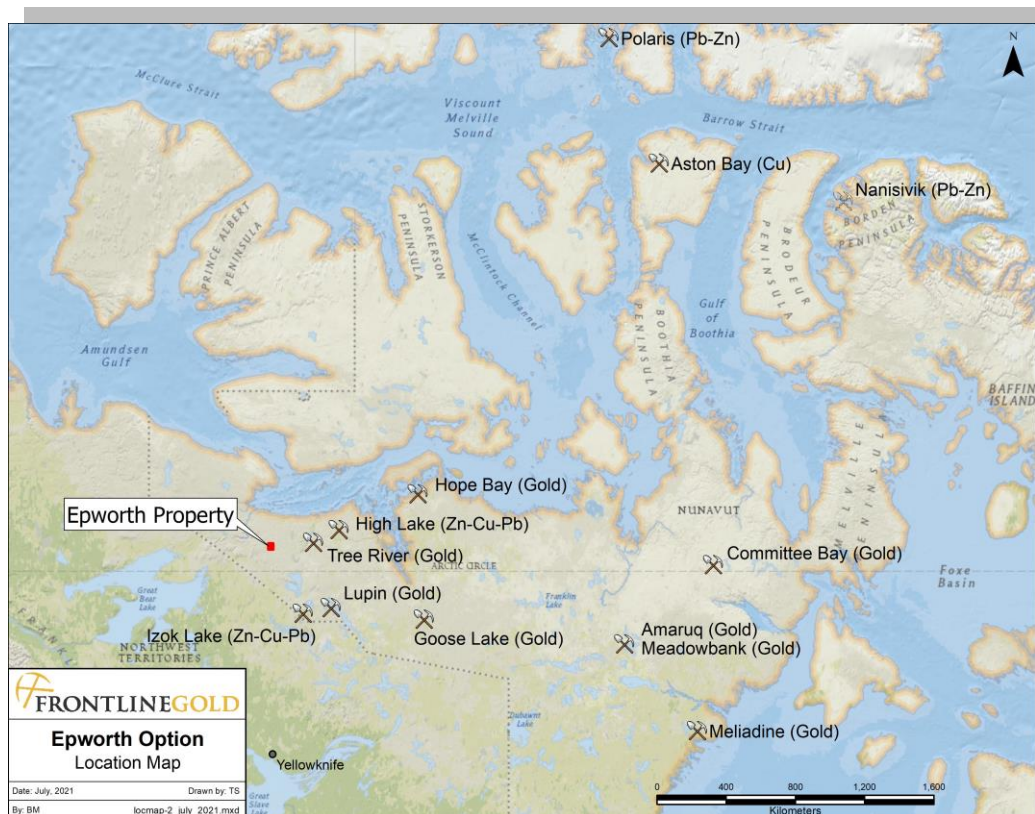 Polaris (Pb-Zn)
N
McClure Strait
Viscount
Melville
Sound
Barrow Strait
Aston Bay (Cu)
Nanisivik (Pb-Zn)
BORDEN
PENINSULA
PRINCE ALBERT
PENINSULA
STORKERSON
PENINSULA
McClintock Channel
BRODEUR
PENINSULA
Gulf
of
Boothia
BOOTHIA
PENINSULA
Amundsen
Gulf
BAFFIN
ISLAND
MELVILLE
PENINSULA
Hope Bay (Gold)
NUNAVUT
Epworth Property
High Lake (Zn-Cu-Pb)
Tree River (Gold)
ARCTIC CIRCLE
Committee Bay (Gold)
Foxe
Basin
Great
Bear
Lake
Lupin (Gold)
Franklin
Lake
Izok Lake (Zn-Cu-Pb)
Goose Lake (Gold)
Amaruq (Gold)
Meadowbank (Gold)
NORTHWEST
TERRITORIES
FRANKL
FRONTLINEGOLD
Epworth Option
Location Map
Dubawnt
Lake
Meliadine (Gold)
Yellowknife
Great
Slave
Lake
Date: July, 2021 Drawn by: TS
By: BM locmap-2_july_2021.mxd
0 400 800 1,200 1,600
Kilometers